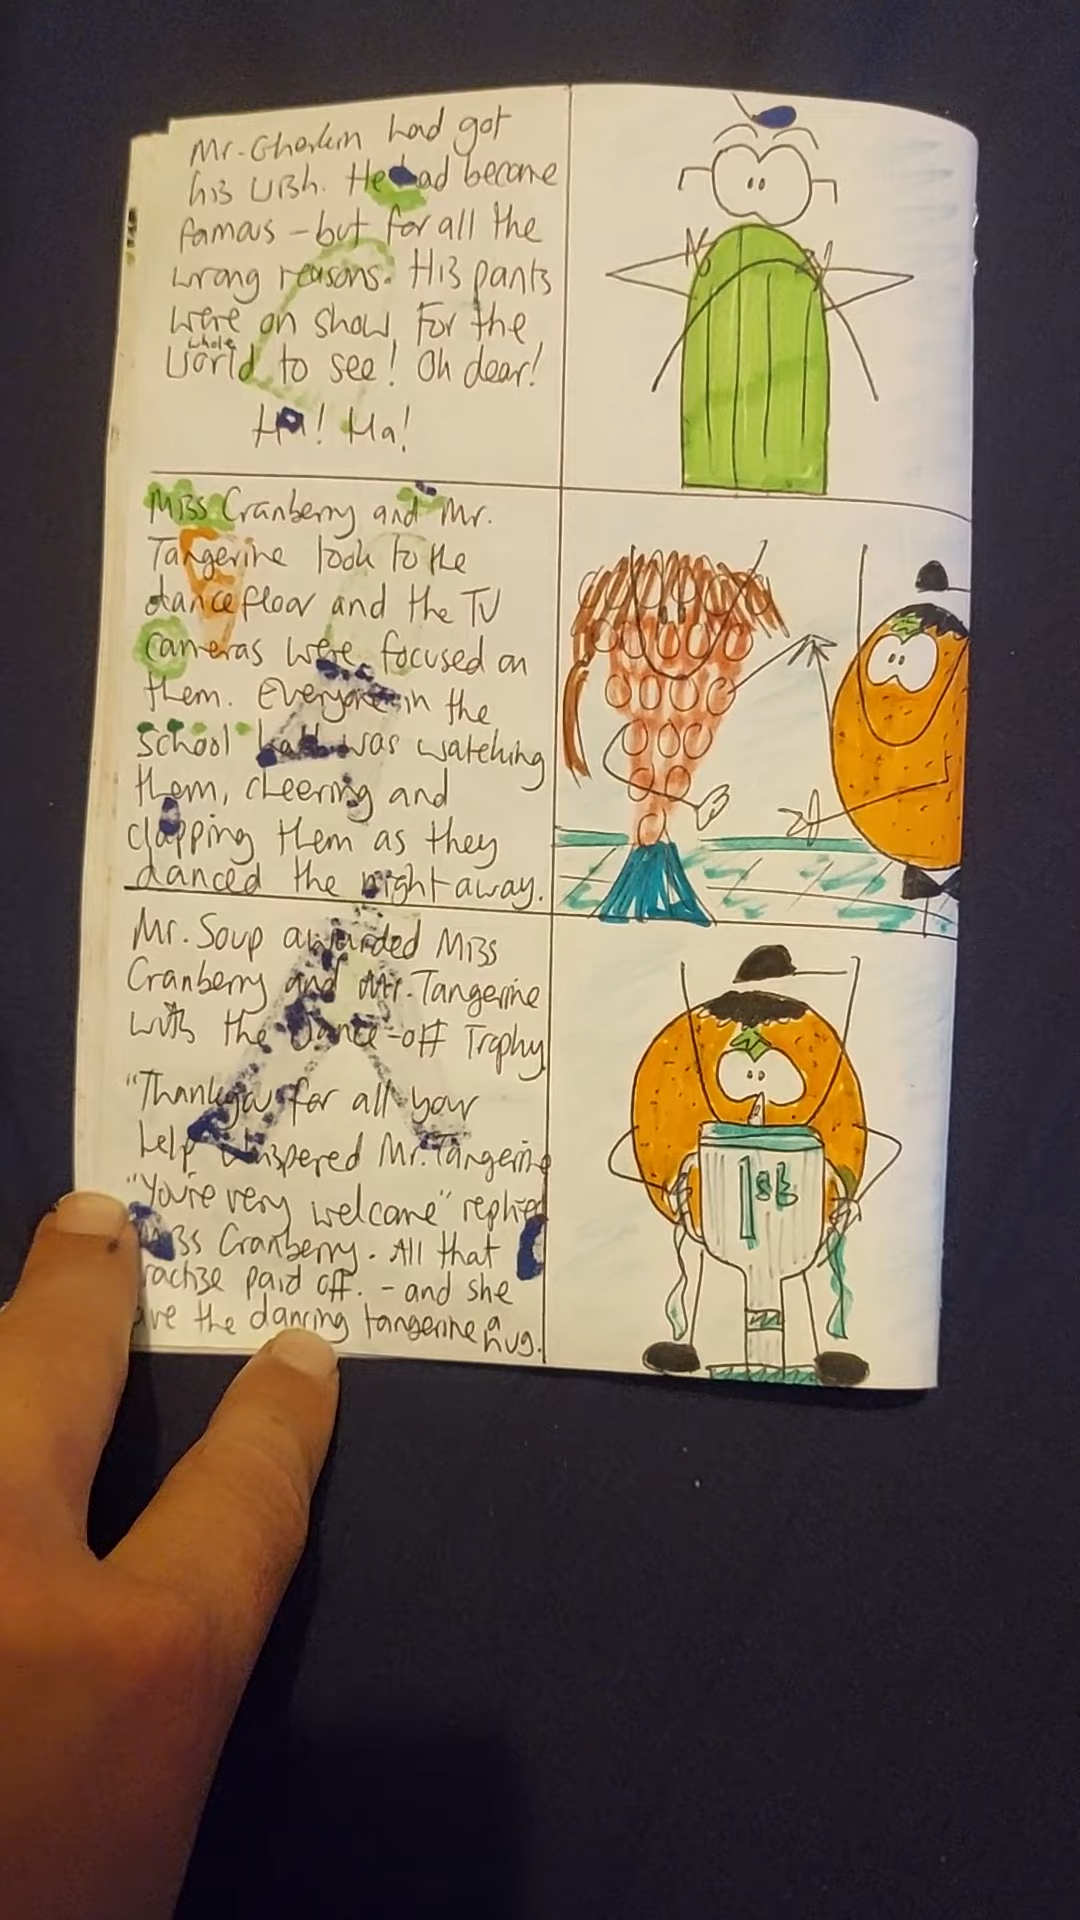 Mr. Gherkin had got
his wish. He had become
famous - but for all the
wrong reasons. His pants
were on show, For the
whole
world to see! Oh dear!
Ha! Ha!
Miss Cranberry and Mr.
Tangerine took to the
dancefloor and the TV
cameras were focused on
them. Everyone in the
school hall was watching
them, cheering and
clapping them as they
danced the night away.
Mr. Soup awarded Miss
Cranberry and Mr. Tangerine
with the Dance-off Trophy
"Thankyou for all your
help whispered Mr. Tangerine
"You're very welcome" replied
Miss Cranberry. All that
ractise paid off. - and she
ave the dancing tangerine a hug.
1st